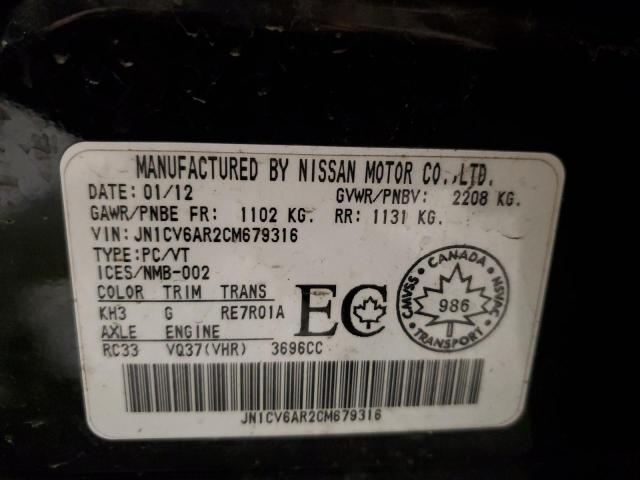 MANUFACTURED BY NISSAN MOTOR CO.,LTD.
DATE: 01/12 GVWR/PNBV: 2208 KG.
GAWR/PNBE FR: 1102 KG. RR: 1131 KG.
VIN: JN1CV6AR2CM679316
TYPE: PC/VT
ICES/NMB-002
COLOR TRIM TRANS
KH3 G RE7R01A
AXLE ENGINE
RC33 VQ37(VHR) 3696CC
EC
CANADA
CMVSS NSVAC
986
TRANSPORT
JN1CV6AR2CM679316